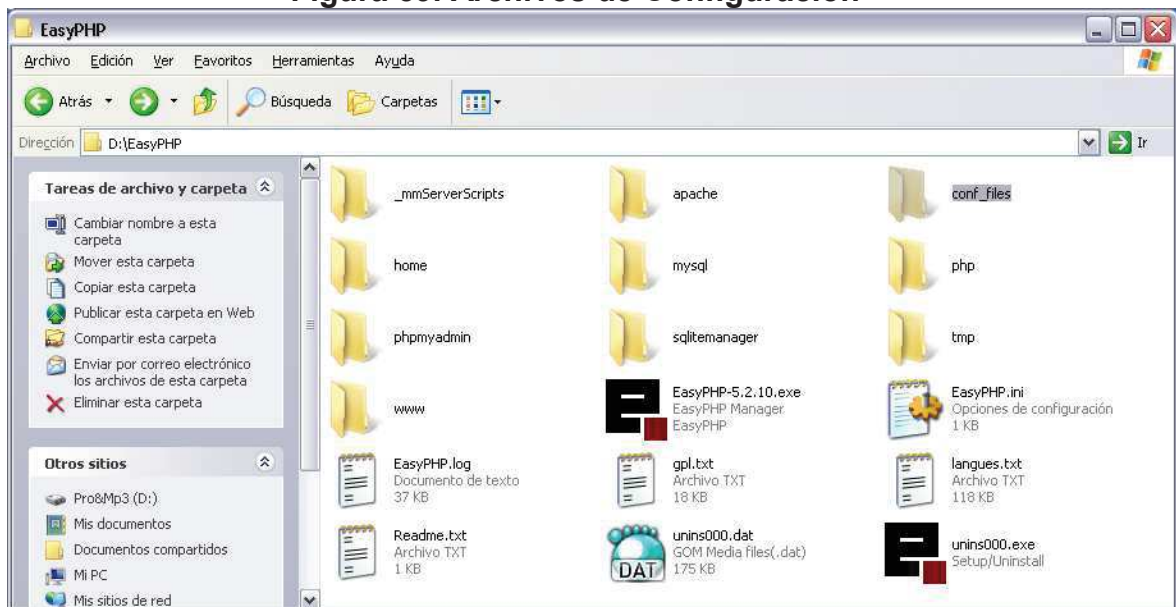 EasyPHP
Archivo Edición Ver Favoritos Herramientas Ayuda
Atrás Búsqueda Carpetas
Dirección D:\EasyPHP Ir
Tareas de archivo y carpeta
Cambiar nombre a esta
carpeta
Mover esta carpeta
Copiar esta carpeta
Publicar esta carpeta en Web
Compartir esta carpeta
Enviar por correo electrónico
los archivos de esta carpeta
Eliminar esta carpeta
Otros sitios
Pro&Mp3 (D:)
Mis documentos
Documentos compartidos
Mi PC
Mis sitios de red
_mmServerScripts
apache
conf_files
home
mysql
php
phpmyadmin
sqlitemanager
tmp
www
EasyPHP-5.2.10.exe
EasyPHP Manager
EasyPHP
EasyPHP.ini
Opciones de configuración
1 KB
EasyPHP.log
Documento de texto
37 KB
gpl.txt
Archivo TXT
18 KB
langues.txt
Archivo TXT
118 KB
Readme.txt
Archivo TXT
1 KB
DAT
unins000.dat
GOM Media files(.dat)
175 KB
unins000.exe
Setup/Uninstall